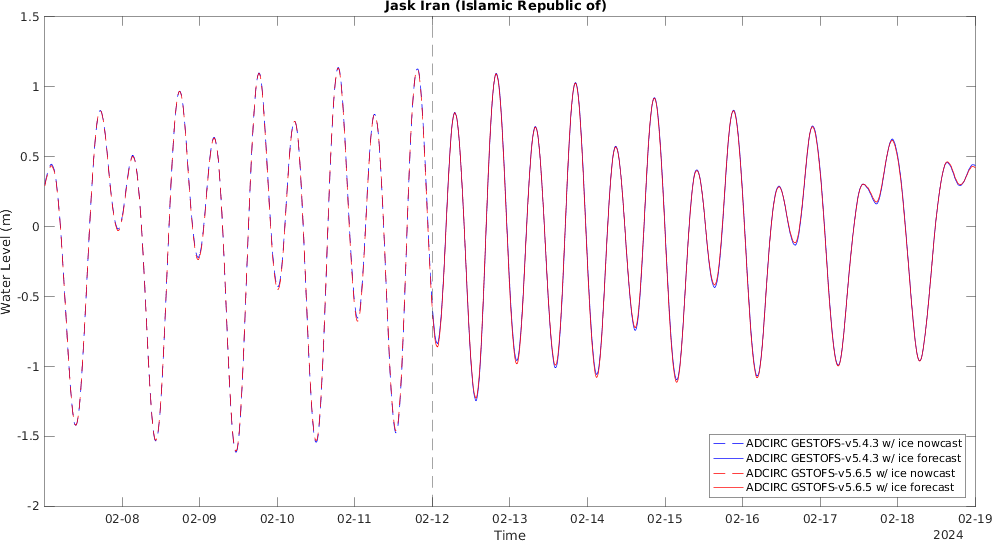 Jask Iran (Islamic Republic of)
1.5
1
0.5
0
-0.5
-1
-1.5
-2
Water Level (m)
ADCIRC GESTOFS-v5.4.3 w/ ice nowcast
ADCIRC GESTOFS-v5.4.3 w/ ice forecast
ADCIRC GSTOFS-v5.6.5 w/ ice nowcast
ADCIRC GSTOFS-v5.6.5 w/ ice forecast
02-08 02-09 02-10 02-11 02-12 02-13 02-14 02-15 02-16 02-17 02-18 02-19
Time
2024